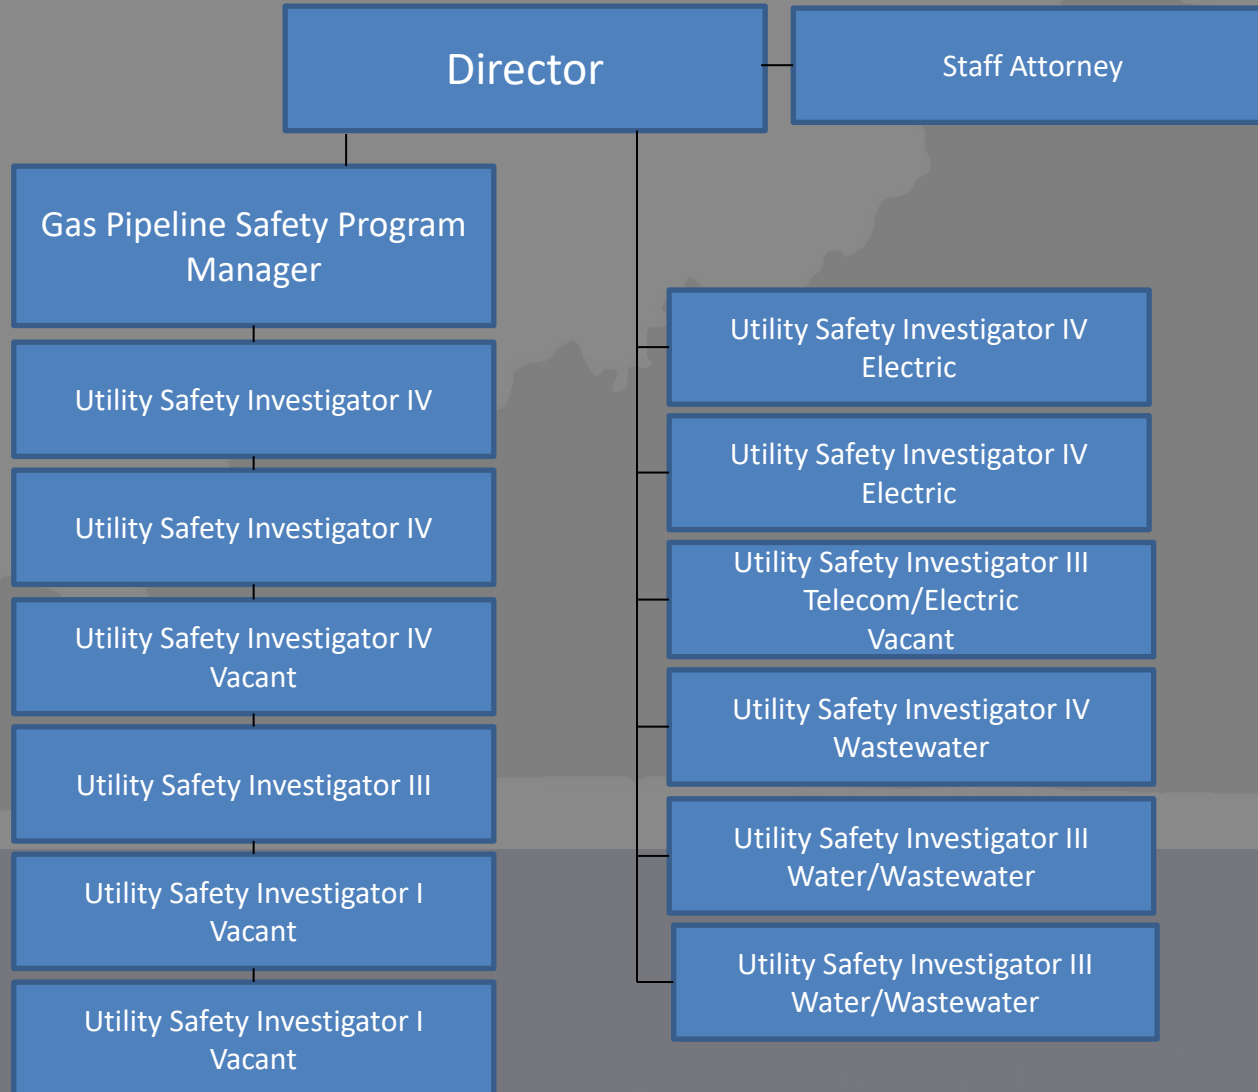 Director
Staff Attorney
Gas Pipeline Safety Program
Manager
Utility Safety Investigator IV
Utility Safety Investigator IV
Utility Safety Investigator IV
Vacant
Utility Safety Investigator III
Utility Safety Investigator I
Vacant
Utility Safety Investigator I
Vacant
Utility Safety Investigator IV
Electric
Utility Safety Investigator IV
Electric
Utility Safety Investigator III
Telecom/Electric
Vacant
Utility Safety Investigator IV
Wastewater
Utility Safety Investigator III
Water/Wastewater
Utility Safety Investigator III
Water/Wastewater